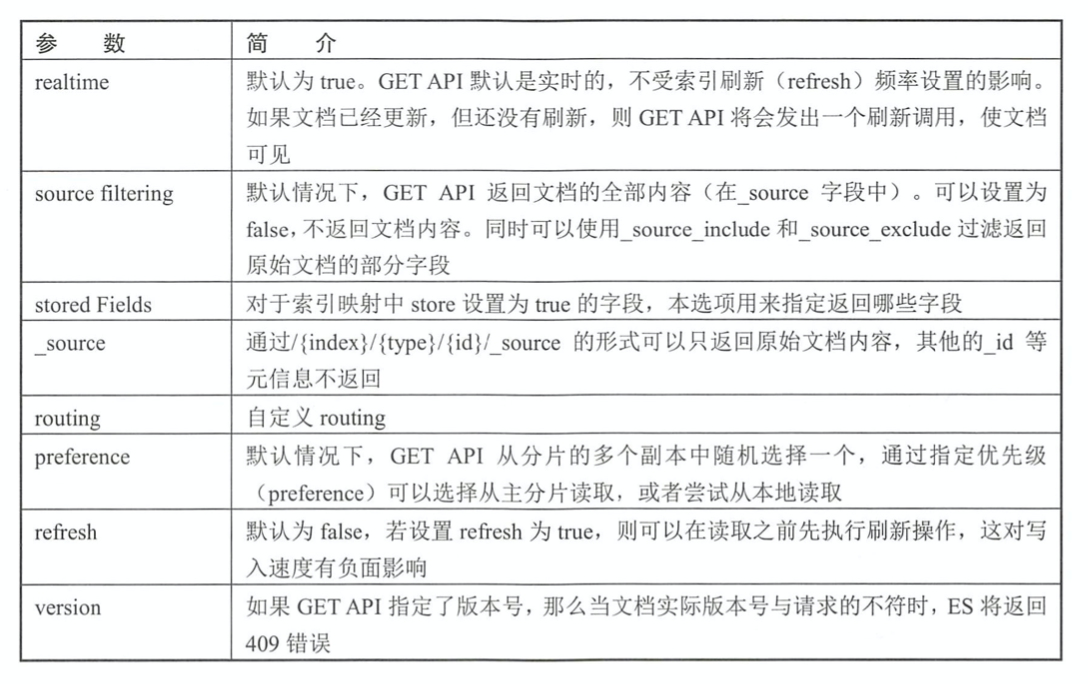 参 数 简 介
realtime 默认为 true。GET API 默认是实时的，不受索引刷新（refresh）频率设置的影响。
如果文档已经更新，但还没有刷新，则 GET API 将会发出一个刷新调用，使文档
可见
source filtering 默认情况下，GET API 返回文档的全部内容（在_source 字段中）。可以设置为
false，不返回文档内容。同时可以使用_source_include 和_source_exclude 过滤返回
原始文档的部分字段
stored Fields 对于索引映射中 store 设置为 true 的字段，本选项用来指定返回哪些字段
_source 通过/{index}/{type}/{id}/_source 的形式可以只返回原始文档内容，其他的_id 等
元信息不返回
routing 自定义 routing
preference 默认情况下，GET API 从分片的多个副本中随机选择一个，通过指定优先级
（preference）可以选择从主分片读取，或者尝试从本地读取
refresh 默认为 false，若设置 refresh 为 true，则可以在读取之前先执行刷新操作，这对写
入速度有负面影响
version 如果 GET API 指定了版本号，那么当文档实际版本号与请求的不符时，ES 将返回
409 错误